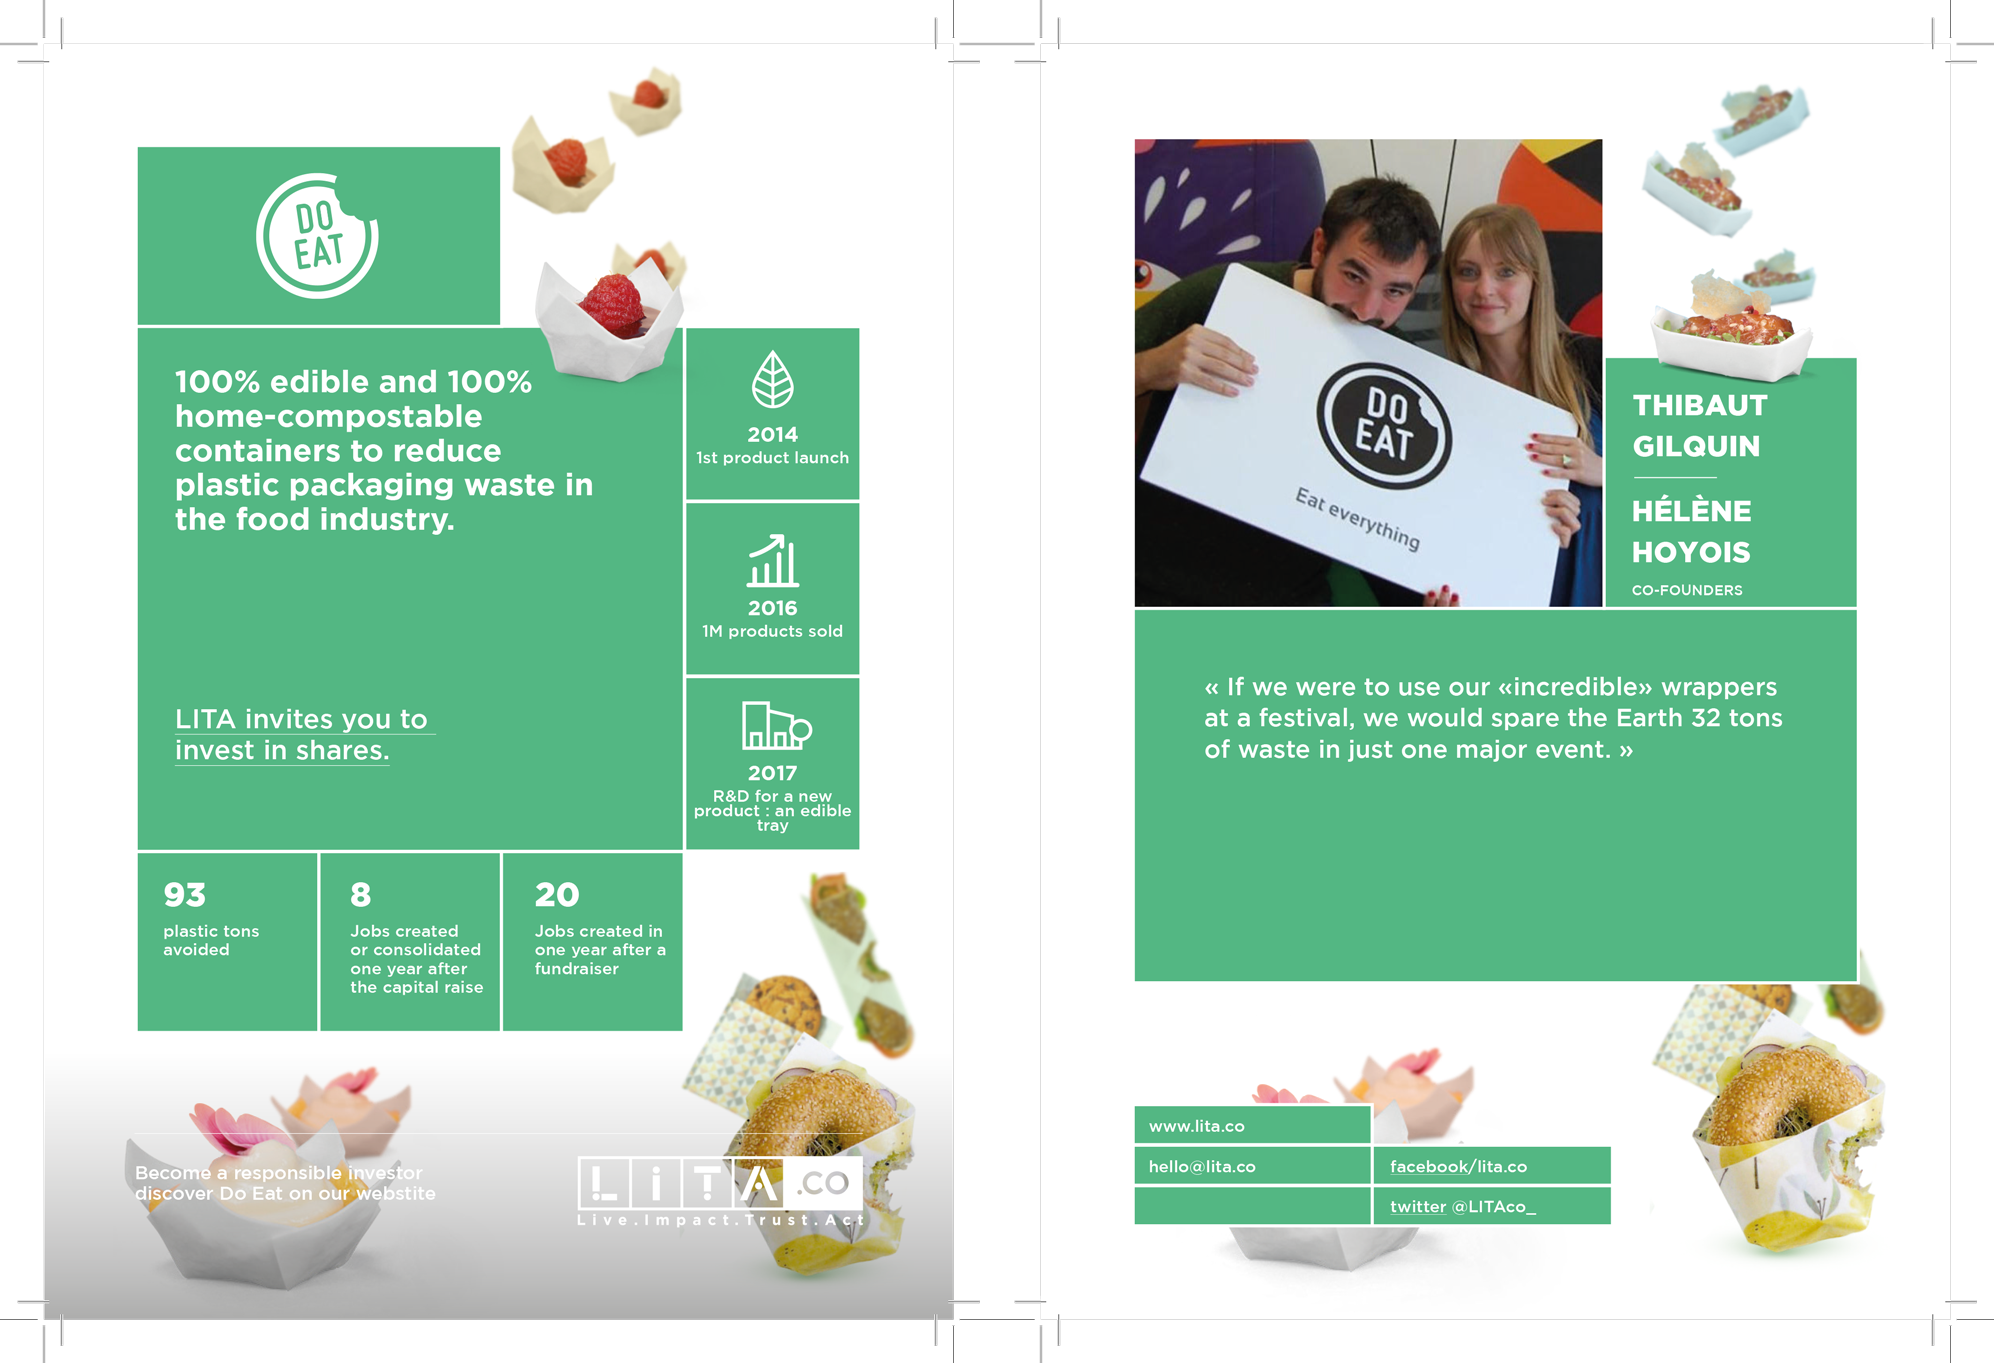 DO
EAT
100% edible and 100%
home-compostable
containers to reduce
plastic packaging waste in
the food industry.
LITA invites you to
invest in shares.
2014
1st product launch
2016
1M products sold
2017
R&D for a new
product : an edible
tray
93
plastic tons
avoided
8
Jobs created
or consolidated
one year after
the capital raise
20
Jobs created in
one year after a
fundraiser
Become a responsible investor
discover Do Eat on our webstite
LiTA.co
Live.Impact.Trust.Act
DO
EAT
Eat everything
THIBAUT
GILQUIN
HÉLÈNE
HOYOIS
CO-FOUNDERS
« If we were to use our «incredible» wrappers
at a festival, we would spare the Earth 32 tons
of waste in just one major event. »
www.lita.co
hello@lita.co
facebook/lita.co
twitter @LITAco_